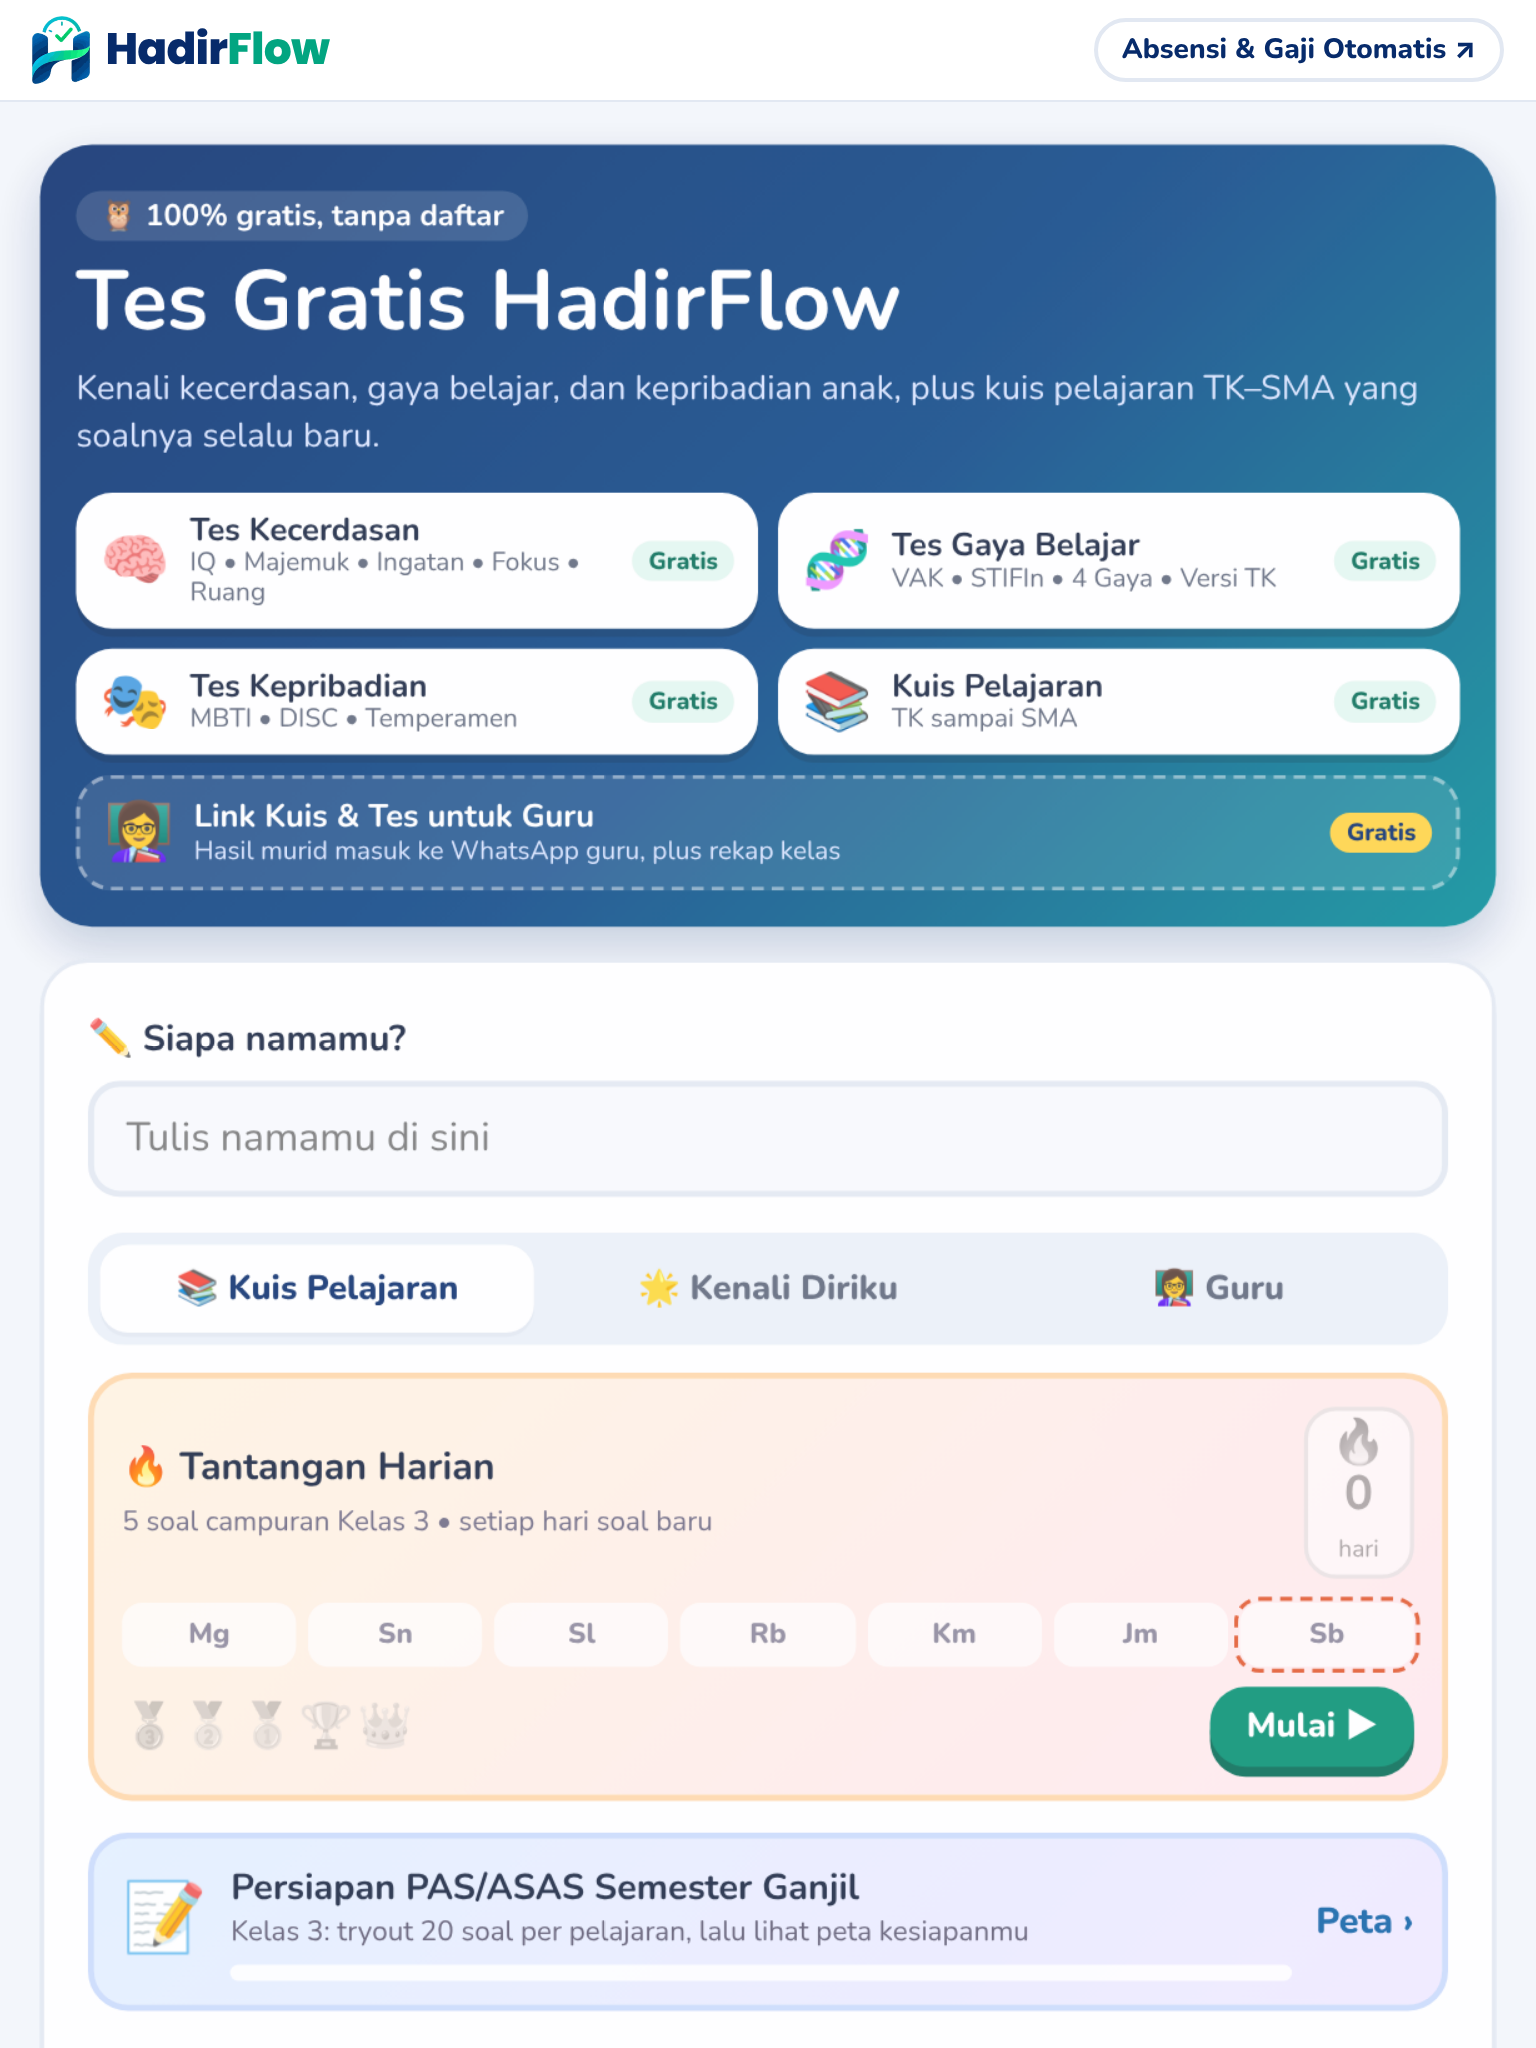 HadirFlow
Absensi & Gaji Otomatis ↗
100% gratis, tanpa daftar
Tes Gratis HadirFlow
Kenali kecerdasan, gaya belajar, dan kepribadian anak, plus kuis pelajaran TK–SMA yang
soalnya selalu baru.
Tes Kecerdasan
IQ • Majemuk • Ingatan • Fokus •
Ruang
Gratis
Tes Gaya Belajar
VAK • STIFIn • 4 Gaya • Versi TK
Gratis
Tes Kepribadian
MBTI • DISC • Temperamen
Gratis
Kuis Pelajaran
TK sampai SMA
Gratis
Link Kuis & Tes untuk Guru
Hasil murid masuk ke WhatsApp guru, plus rekap kelas
Gratis
Siapa namamu?
Tulis namamu di sini
Kuis Pelajaran
Kenali Diriku
Guru
Tantangan Harian
5 soal campuran Kelas 3 • setiap hari soal baru
0
hari
Mg
Sn
Sl
Rb
Km
Jm
Sb
3
2
1
Mulai ▶
Persiapan PAS/ASAS Semester Ganjil
Kelas 3: tryout 20 soal per pelajaran, lalu lihat peta kesiapanmu
Peta ›